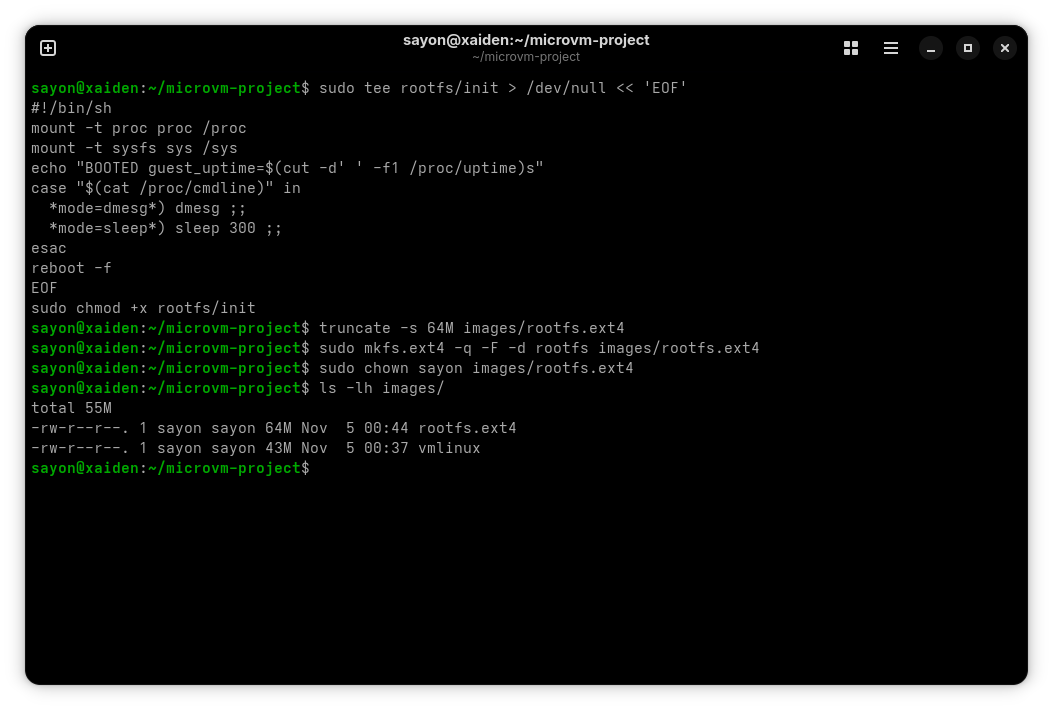 sayon@xaiden:~/microvm-project
~/microvm-project
sayon@xaiden:~/microvm-project$ sudo tee rootfs/init > /dev/null << 'EOF'
#!/bin/sh
mount -t proc proc /proc
mount -t sysfs sys /sys
echo "BOOTED guest_uptime=$(cut -d' ' -f1 /proc/uptime)s"
case "$(cat /proc/cmdline)" in
  *mode=dmesg*) dmesg ;;
  *mode=sleep*) sleep 300 ;;
esac
reboot -f
EOF
sudo chmod +x rootfs/init
sayon@xaiden:~/microvm-project$ truncate -s 64M images/rootfs.ext4
sayon@xaiden:~/microvm-project$ sudo mkfs.ext4 -q -F -d rootfs images/rootfs.ext4
sayon@xaiden:~/microvm-project$ sudo chown sayon images/rootfs.ext4
sayon@xaiden:~/microvm-project$ ls -lh images/
total 55M
-rw-r--r--. 1 sayon sayon 64M Nov  5 00:44 rootfs.ext4
-rw-r--r--. 1 sayon sayon 43M Nov  5 00:37 vmlinux
sayon@xaiden:~/microvm-project$